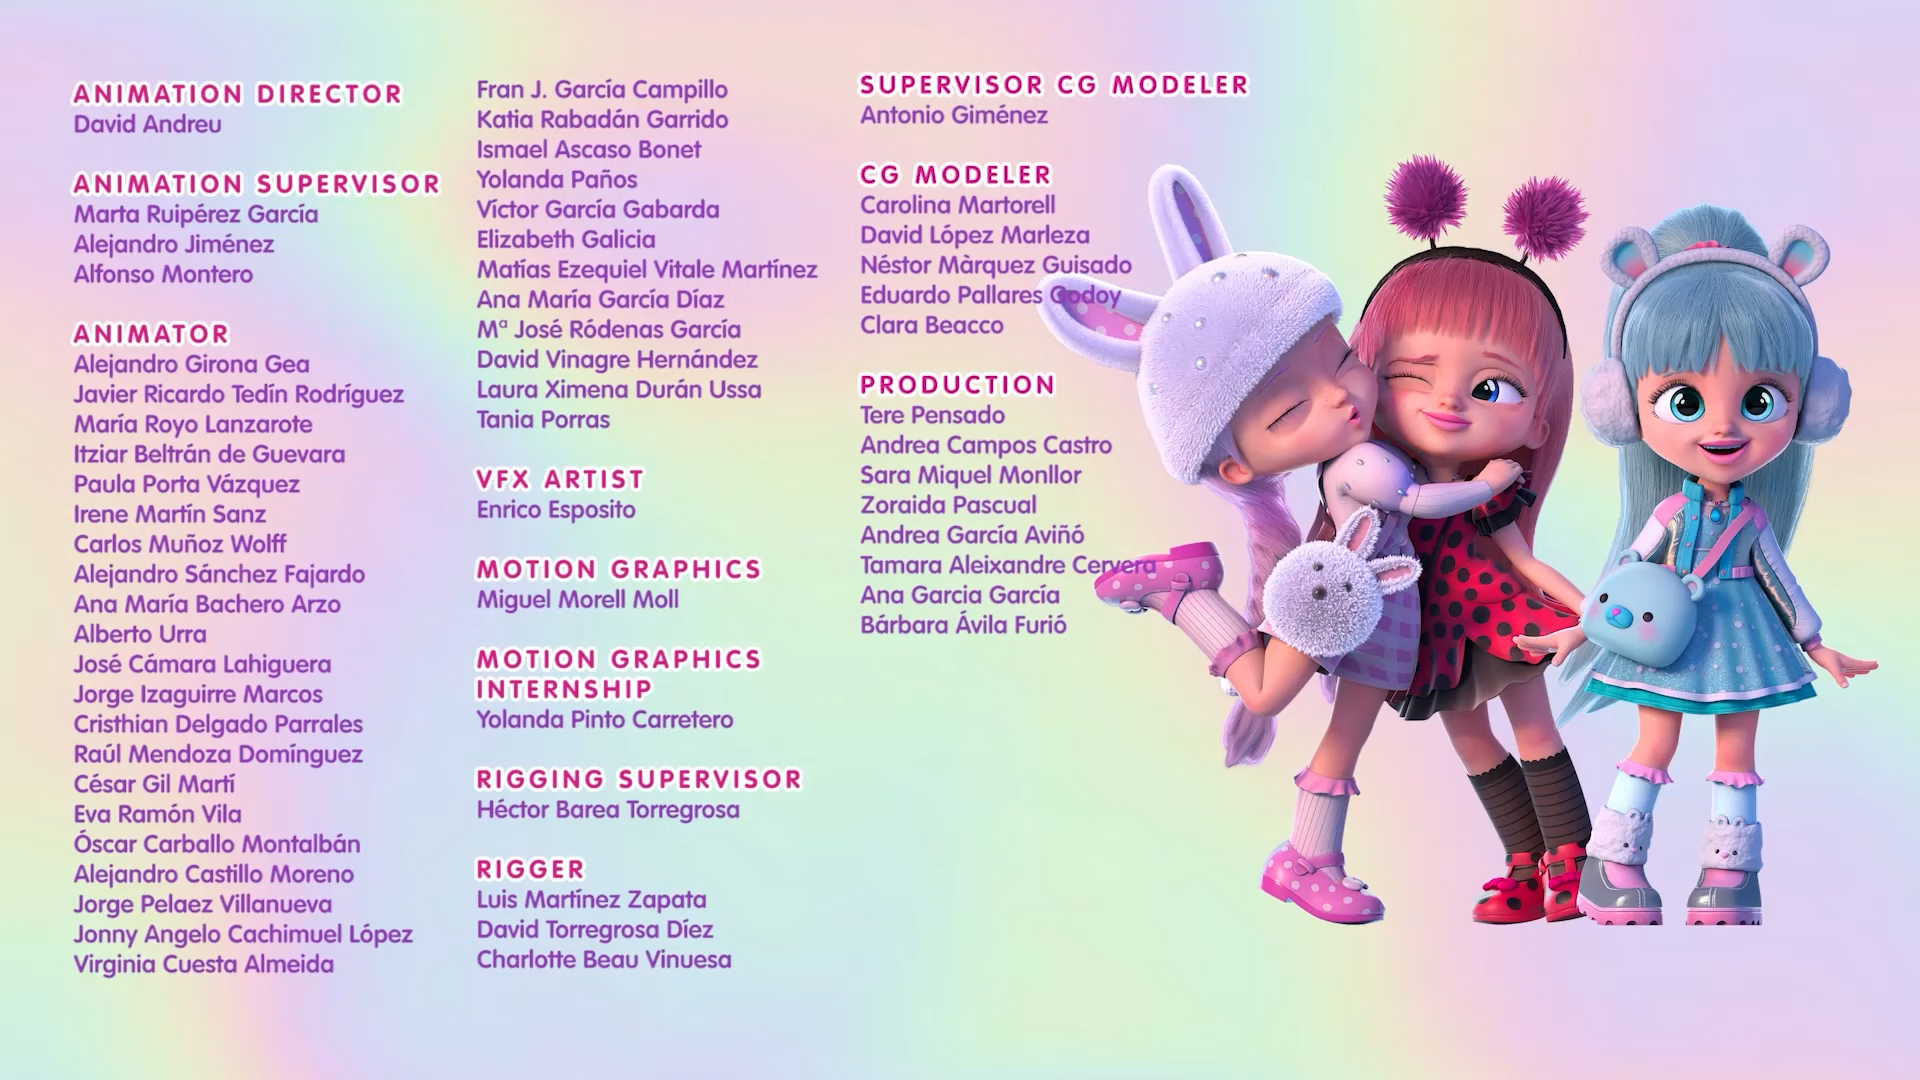 ANIMATION DIRECTOR
David Andreu
ANIMATION SUPERVISOR
Marta Ruipérez García
Alejandro Jiménez
Alfonso Montero
ANIMATOR
Alejandro Girona Gea
Javier Ricardo Tedín Rodríguez
María Royo Lanzarote
Itziar Beltrán de Guevara
Paula Porta Vázquez
Irene Martín Sanz
Carlos Muñoz Wolff
Alejandro Sánchez Fajardo
Ana María Bachero Arzo
Alberto Urra
José Cámara Lahiguera
Jorge Izaguirre Marcos
Cristhian Delgado Parrales
Raúl Mendoza Domínguez
César Gil Martí
Eva Ramón Vila
Óscar Carballo Montalbán
Alejandro Castillo Moreno
Jorge Pelaez Villanueva
Jonny Angelo Cachimuel López
Virginia Cuesta Almeida
Fran J. García Campillo
Katia Rabadán Garrido
Ismael Ascaso Bonet
Yolanda Paños
Víctor García Gabarda
Elizabeth Galicia
Matías Ezequiel Vitale Martínez
Ana María García Díaz
Mª José Ródenas García
David Vinagre Hernández
Laura Ximena Durán Ussa
Tania Porras
VFX ARTIST
Enrico Esposito
MOTION GRAPHICS
Miguel Morell Moll
MOTION GRAPHICS
INTERNSHIP
Yolanda Pinto Carretero
RIGGING SUPERVISOR
Héctor Barea Torregrosa
RIGGER
Luis Martínez Zapata
David Torregrosa Díez
Charlotte Beau Vinuesa
SUPERVISOR CG MODELER
Antonio Giménez
CG MODELER
Carolina Martorell
David López Marleza
Néstor Màrquez Guisado
Eduardo Pallares Godoy
Clara Beacco
PRODUCTION
Tere Pensado
Andrea Campos Castro
Sara Miquel Monllor
Zoraida Pascual
Andrea García Aviñó
Tamara Aleixandre Cervera
Ana Garcia García
Bárbara Ávila Furió